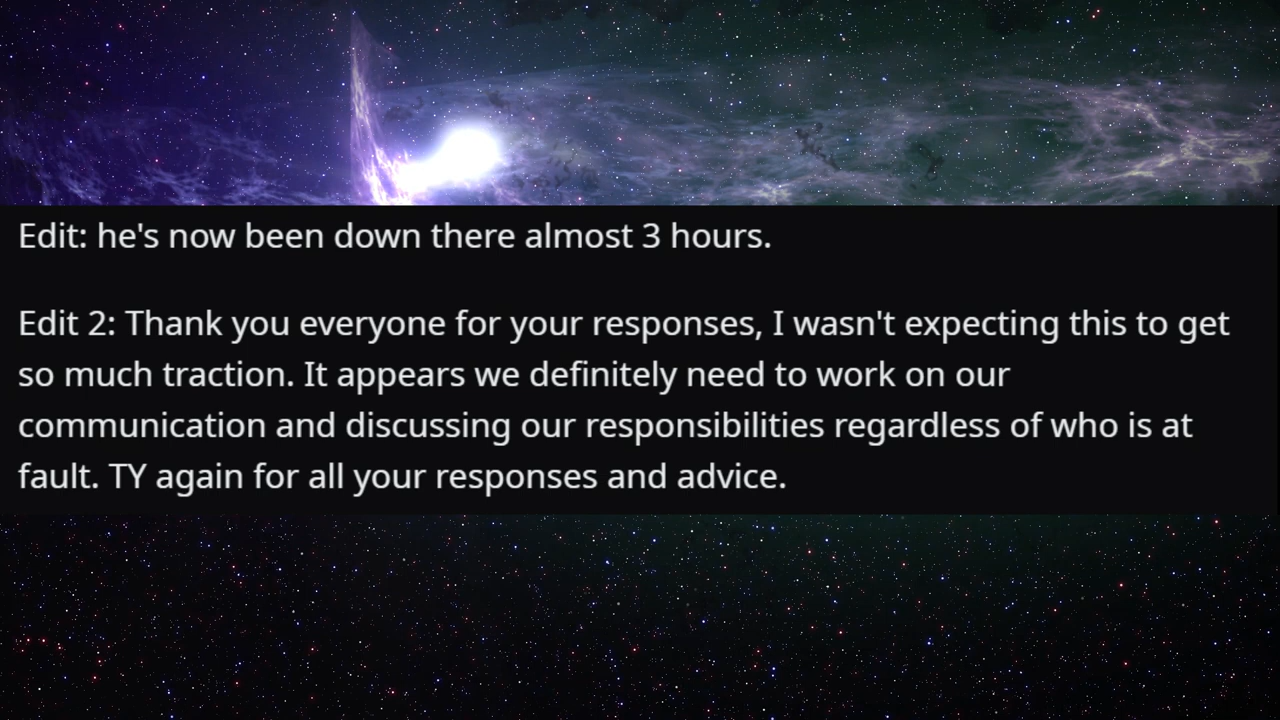 Edit: he's now been down there almost 3 hours.
Edit 2: Thank you everyone for your responses, I wasn't expecting this to get
so much traction. It appears we definitely need to work on our
communication and discussing our responsibilities regardless of who is at
fault. TY again for all your responses and advice.